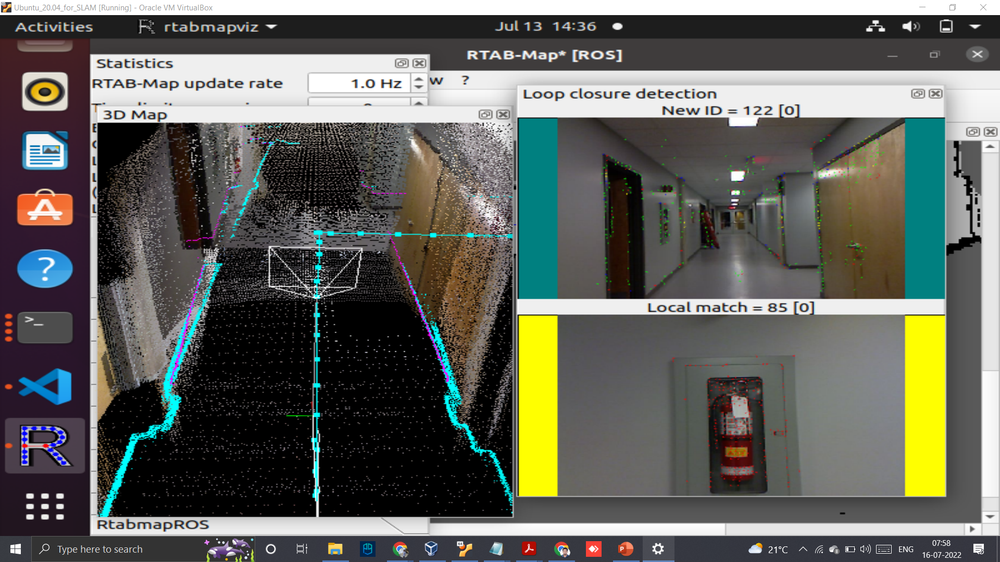 Ubuntu_20.04_for_SLAM [Running] - Oracle VM VirtualBox
Activities
rtabmapviz
Jul 13 14:36
RTAB-Map* [ROS]
Statistics
RTAB-Map update rate
1.0 Hz
w ?
3D Map
Loop closure detection
New ID = 122 [0]
Local match = 85 [0]
RtabmapROS
Type here to search
21°C
ENG
07:58
16-07-2022